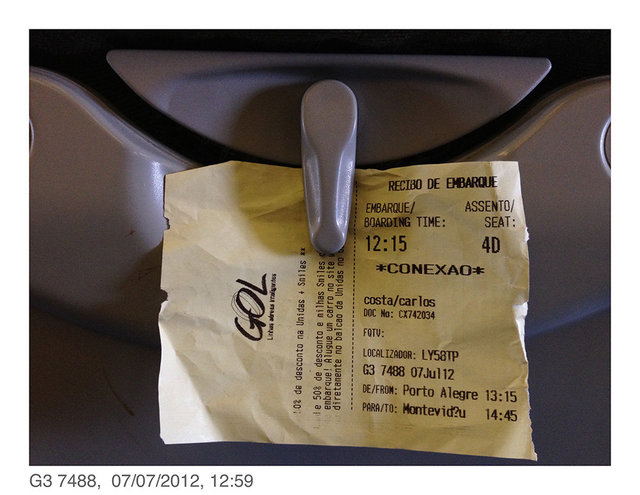 RECIBO DE EMBARQUE
EMBARQUE/ ASSENTO/
BOARDING TIME: SEAT:
12:15 4D
*CONEXAO*
costa/carlos
DOC No: CX742034
FQTV:
LOCALIZADOR: LY58TP
G3 7488 07Jul12
DE/FROM: Porto Alegre 13:15
PARA/TO: Montevid?u 14:45
GOL
Linhas aéreas inteligentes
0% de desconto na Unidas + Smiles **
e 50% de desconto e milhas Smiles
embarque! Alugue um carro no site
diretamente no balcao da Unidas no
G3 7488, 07/07/2012, 12:59